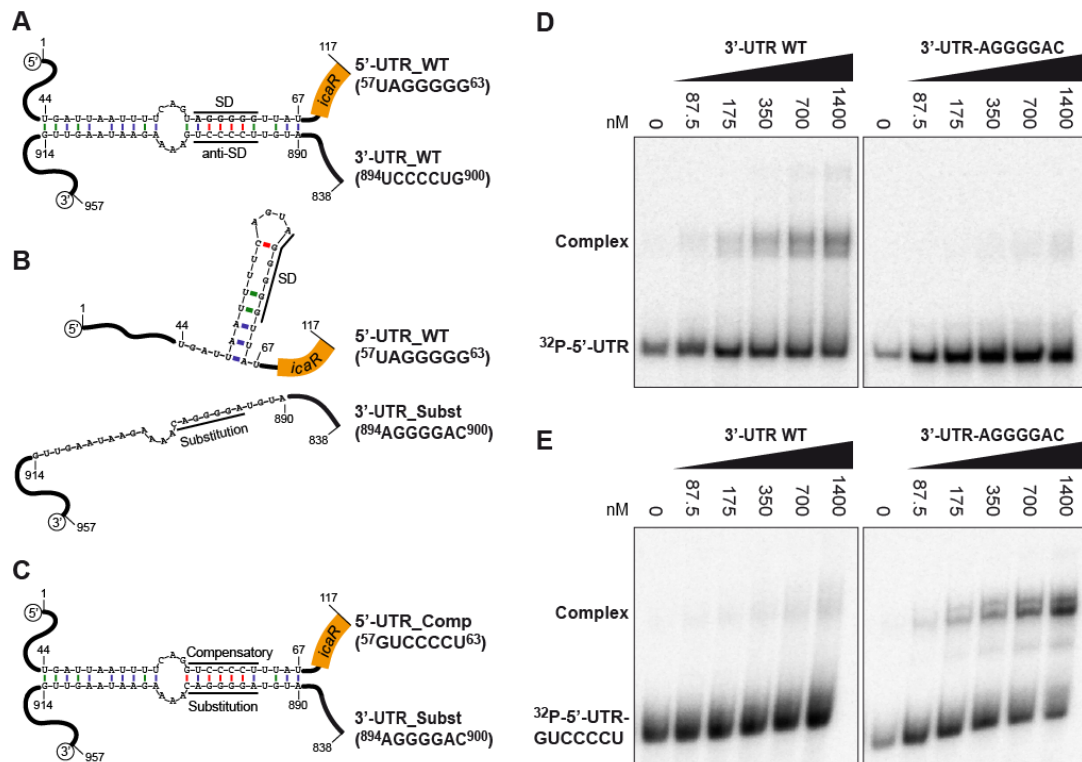 A
1
5'
44
SD
67
117
icaR
5'-UTR_WT
(57UAGGGGG63)
914
anti-SD
890
3'-UTR_WT
(894UCCCCUG900)
838
3'
957
B
SD
1
5'
44
67
117
icaR
5'-UTR_WT
(57UAGGGGG63)
Substitution
890
838
3'-UTR_Subst
(894AGGGGAC900)
914
3'
957
C
1
5'
44
Compensatory
67
117
icaR
5'-UTR_Comp
(57GUCCCCU63)
914
Substitution
890
3'-UTR_Subst
(894AGGGGAC900)
838
3'
957
D
3'-UTR WT
3'-UTR-AGGGGAC
nM
0 87.5 175 350 700 1400
0 87.5 175 350 700 1400
Complex
32P-5'-UTR
E
3'-UTR WT
3'-UTR-AGGGGAC
nM
0 87.5 175 350 700 1400
0 87.5 175 350 700 1400
Complex
32P-5'-UTR-
GUCCCCU